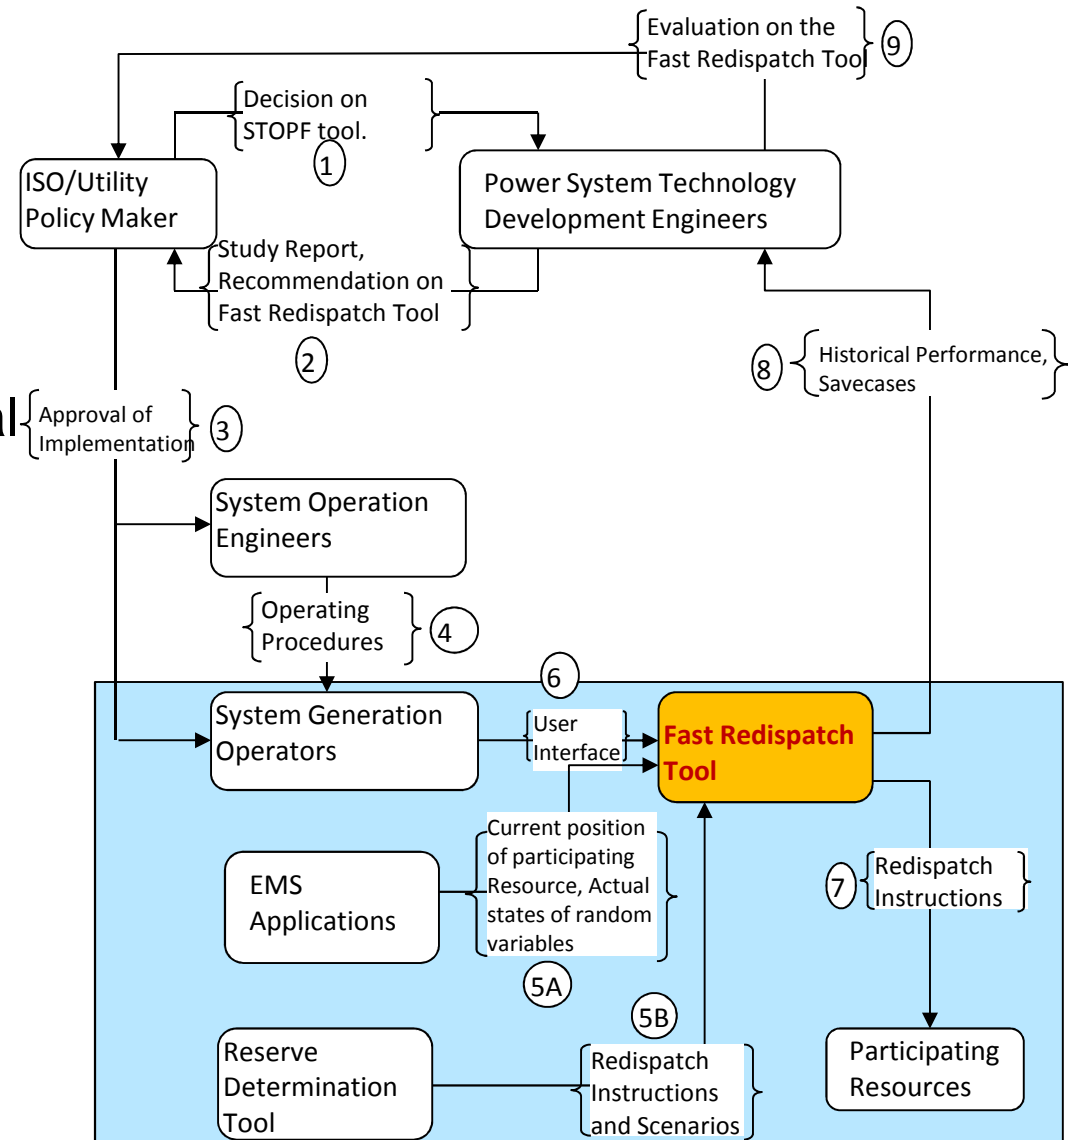 Evaluation on the
Fast Redispatch Tool
9
Decision on
STOPF tool.
1
ISO/Utility
Policy Maker
Power System Technology
Development Engineers
Study Report,
Recommendation on
Fast Redispatch Tool
2
8
Historical Performance,
Savecases
al
Approval of
Implementation
3
System Operation
Engineers
Operating
Procedures
4
6
System Generation
Operators
User
Interface
Fast Redispatch
Tool
EMS
Applications
Current position
of participating
Resource, Actual
states of random
variables
5A
7
Redispatch
Instructions
5B
Reserve
Determination
Tool
Redispatch
Instructions
and Scenarios
Participating
Resources